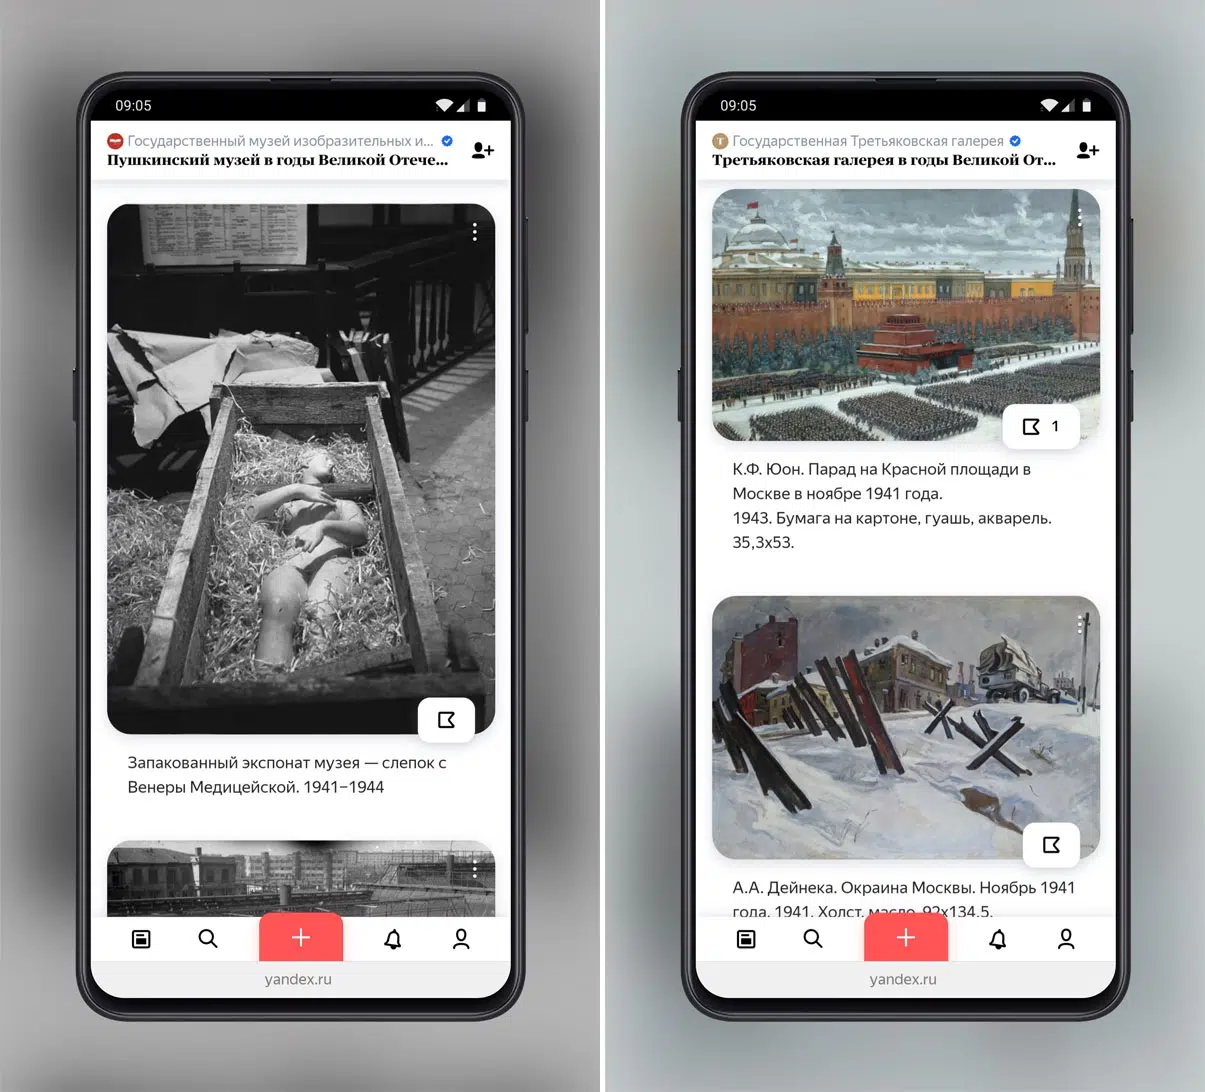 09:05
Государственный музей изобразительных и...
Пушкинский музей в годы Великой Отече...
Запакованный экспонат музея — слепок с
Венеры Медицейской. 1941–1944
yandex.ru
09:05
Государственная Третьяковская галерея
Третьяковская галерея в годы Великой От...
1
К.Ф. Юон. Парад на Красной площади в
Москве в ноябре 1941 года.
1943. Бумага на картоне, гуашь, акварель.
35,3х53.
А.А. Дейнека. Окраина Москвы. Ноябрь 1941
года. 1941. Холст, масло. 92х134,5.
yandex.ru